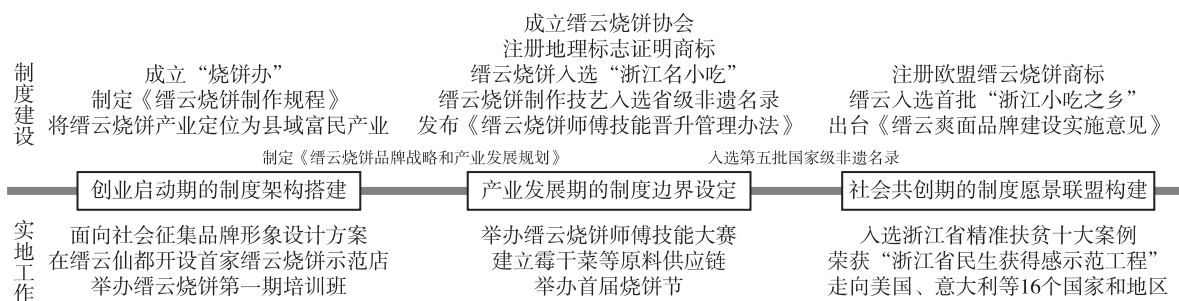 制度建设
成立“烧饼办”
制定《缙云烧饼制作规程》
将缙云烧饼产业定位为县域富民产业
成立缙云烧饼协会
注册地理标志证明商标
缙云烧饼入选“浙江名小吃”
缙云烧饼制作技艺入选省级非遗名录
发布《缙云烧饼师傅技能晋升管理办法》
注册欧盟缙云烧饼商标
缙云入选首批“浙江小吃之乡”
出台《缙云爽面品牌建设实施意见》
制定《缙云烧饼品牌战略和产业发展规划》
入选第五批国家级非遗名录
创业启动期的制度架构搭建
产业发展期的制度边界设定
社会共创期的制度愿景联盟构建
实地工作
面向社会征集品牌形象设计方案
在缙云仙都开设首家缙云烧饼示范店
举办缙云烧饼第一期培训班
举办缙云烧饼师傅技能大赛
建立霉干菜等原料供应链
举办首届烧饼节
入选浙江省精准扶贫十大案例
荣获“浙江省民生获得感示范工程”
走向美国、意大利等16个国家和地区